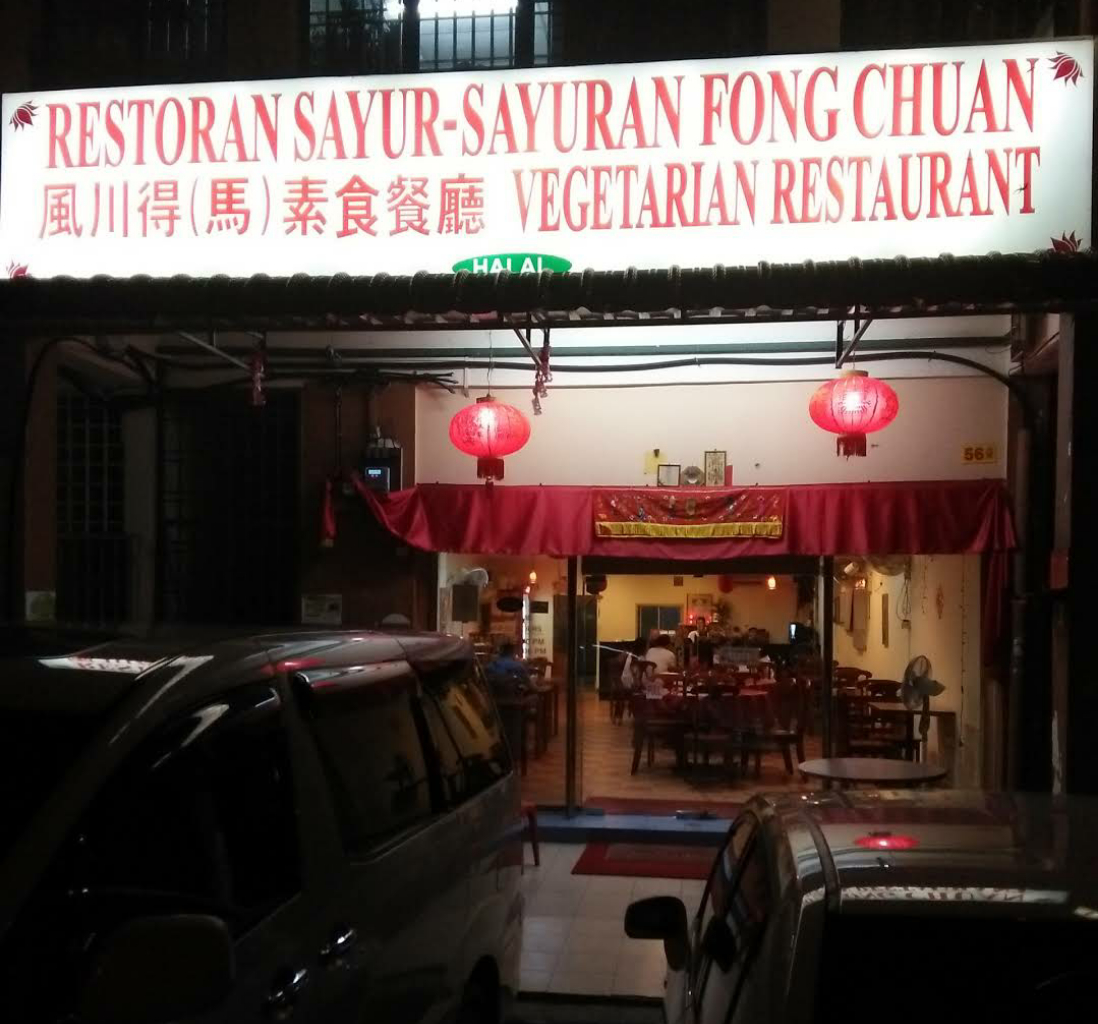 RESTORAN SAYUR-SAYURAN FONG CHUAN
風川得(馬)素食餐廳 VEGETARIAN RESTAURANT
HALAL
56